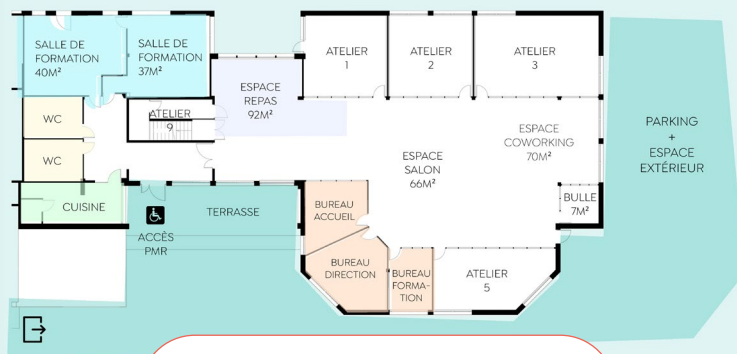 SALLE DE
FORMATION
40M²
SALLE DE
FORMATION
37M²
ATELIER
1
ATELIER
2
ATELIER
3
ESPACE
REPAS
92M²
WC
ATELIER
9
WC
ESPACE
COWORKING
70M²
PARKING
+
ESPACE
EXTÉRIEUR
ESPACE
SALON
66M²
CUISINE
TERRASSE
BUREAU
ACCUEIL
BULLE
7M²
ACCÈS
PMR
BUREAU
DIRECTION
BUREAU
FORMA-
TION
ATELIER
5